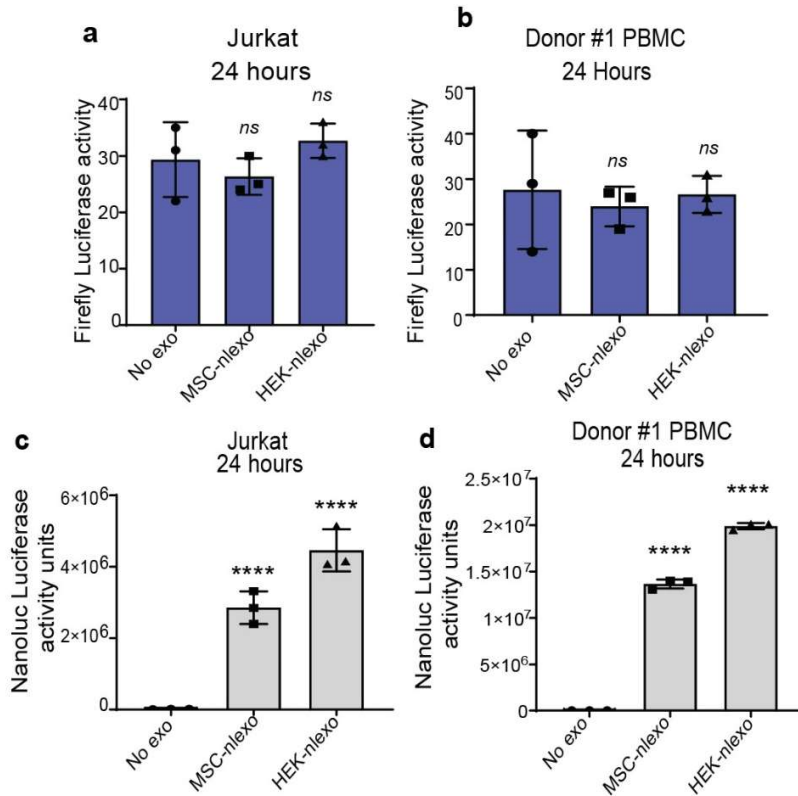 a
Jurkat
24 hours
Firefly Luciferase activity
40
30
20
10
0
ns
ns
No exo
MSC-nlexo
HEK-nlexo
b
Donor #1 PBMC
24 Hours
Firefly Luciferase activity
50
40
30
20
10
0
ns
ns
No exo
MSC-nlexo
HEK-nlexo
c
Jurkat
24 hours
Nanoluc Luciferase
activity units
6×10⁶
4×10⁶
2×10⁶
0
****
****
No exo
MSC-nlexo
HEK-nlexo
d
Donor #1 PBMC
24 hours
Nanoluc Luciferase
activity units
2.5×10⁷
2×10⁷
1.5×10⁷
1×10⁷
5×10⁶
0
****
****
No exo
MSC-nlexo
HEK-nlexo